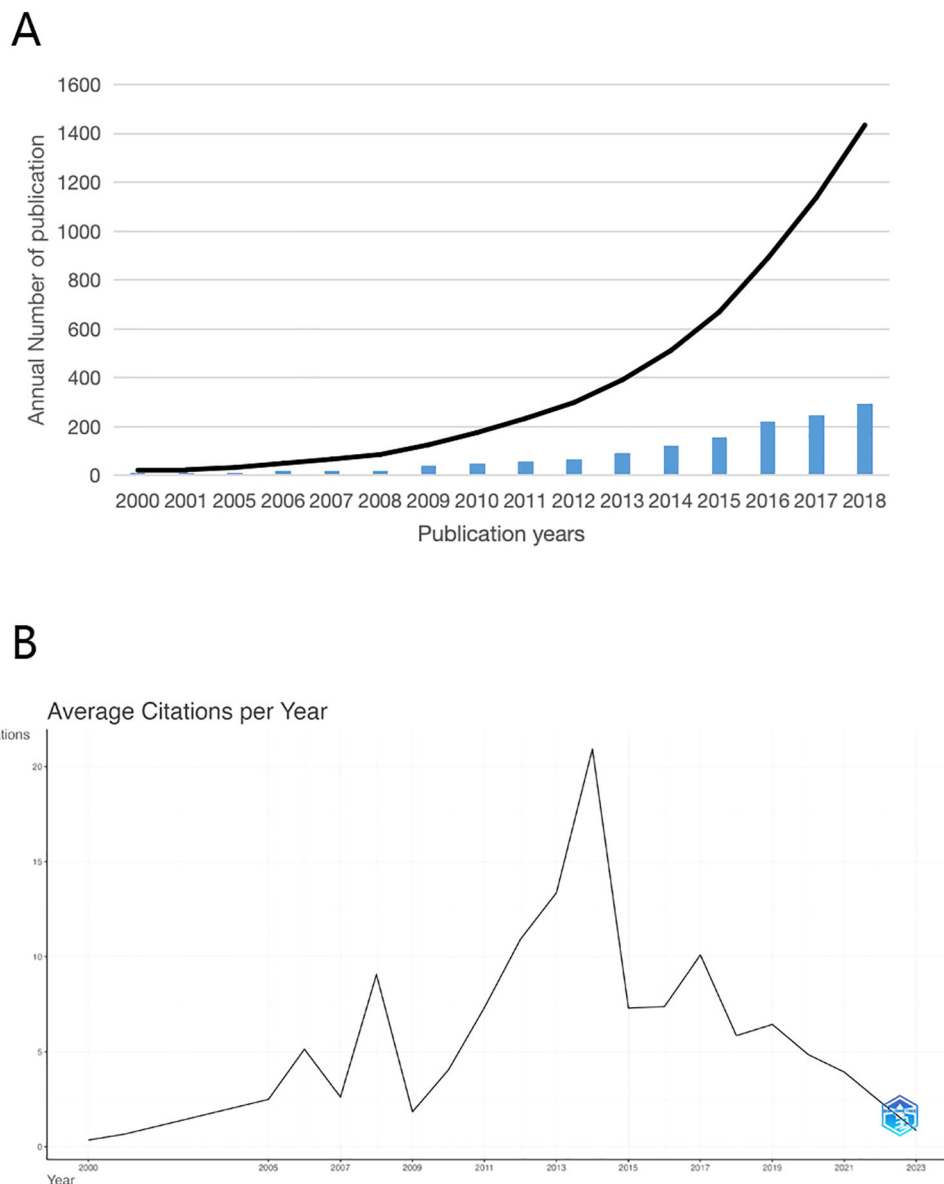 A
1600
1400
1200
1000
800
600
400
200
0
Annual Number of publication
2000 2001 2005 2006 2007 2008 2009 2010 2011 2012 2013 2014 2015 2016 2017 2018
Publication years
B
Average Citations per Year
tions
20
15
10
5
0
2000 2005 2007 2009 2011 2013 2015 2017 2019 2021 2023
Year